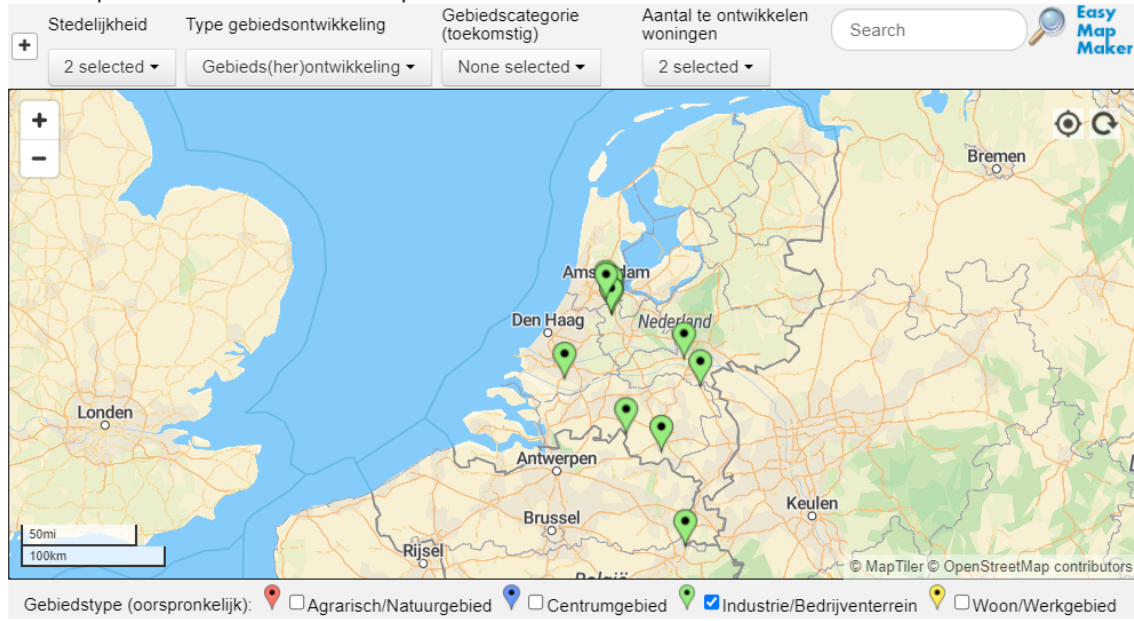 Stedelijkheid
Type gebiedsontwikkeling
Gebiedscategorie
(toekomstig)
Aantal te ontwikkelen
woningen
Search
Easy
Map
Maker
+
2 selected
Gebieds(her)ontwikkeling
None selected
2 selected
+
−
Bremen
Amsterdam
Den Haag
Nederland
Londen
Antwerpen
Keulen
Brussel
50mi
100km
Rijsel
© MapTiler © OpenStreetMap contributors
België
Gebiedstype (oorspronkelijk): Agrarisch/Natuurgebied Centrumgebied Industrie/Bedrijventerrein Woon/Werkgebied